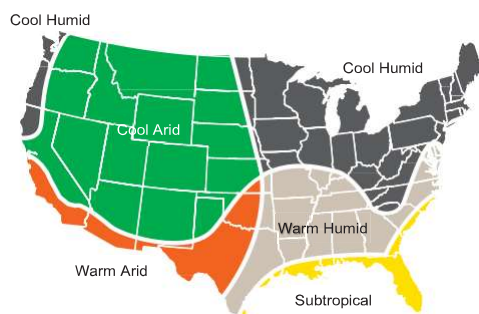 Cool Humid
Cool Humid
Cool Arid
Warm Humid
Warm Arid
Subtropical